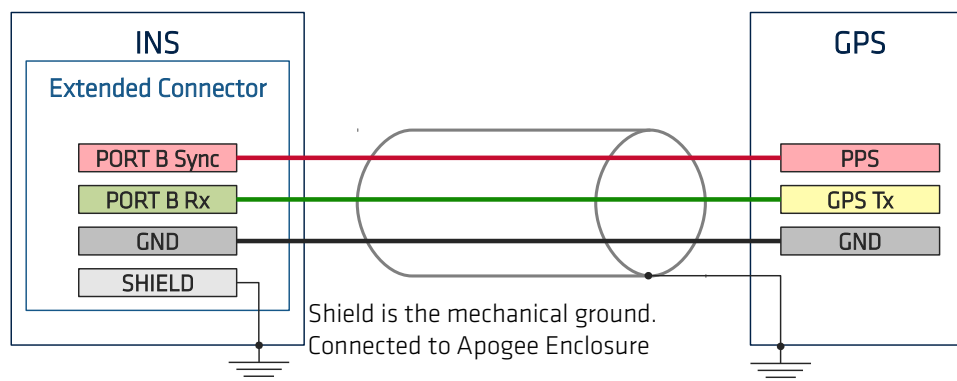 INS
GPS
Extended Connector
PORT B Sync
PPS
PORT B Rx
GPS Tx
GND
GND
SHIELD
Shield is the mechanical ground.
Connected to Apogee Enclosure